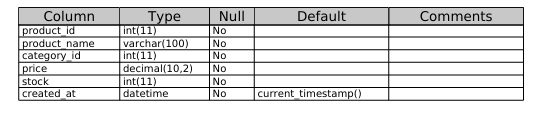 Column Type Null Default Comments
product_id int(11) No
product_name varchar(100) No
category_id int(11) No
price decimal(10,2) No
stock int(11) No
created_at datetime No current_timestamp()